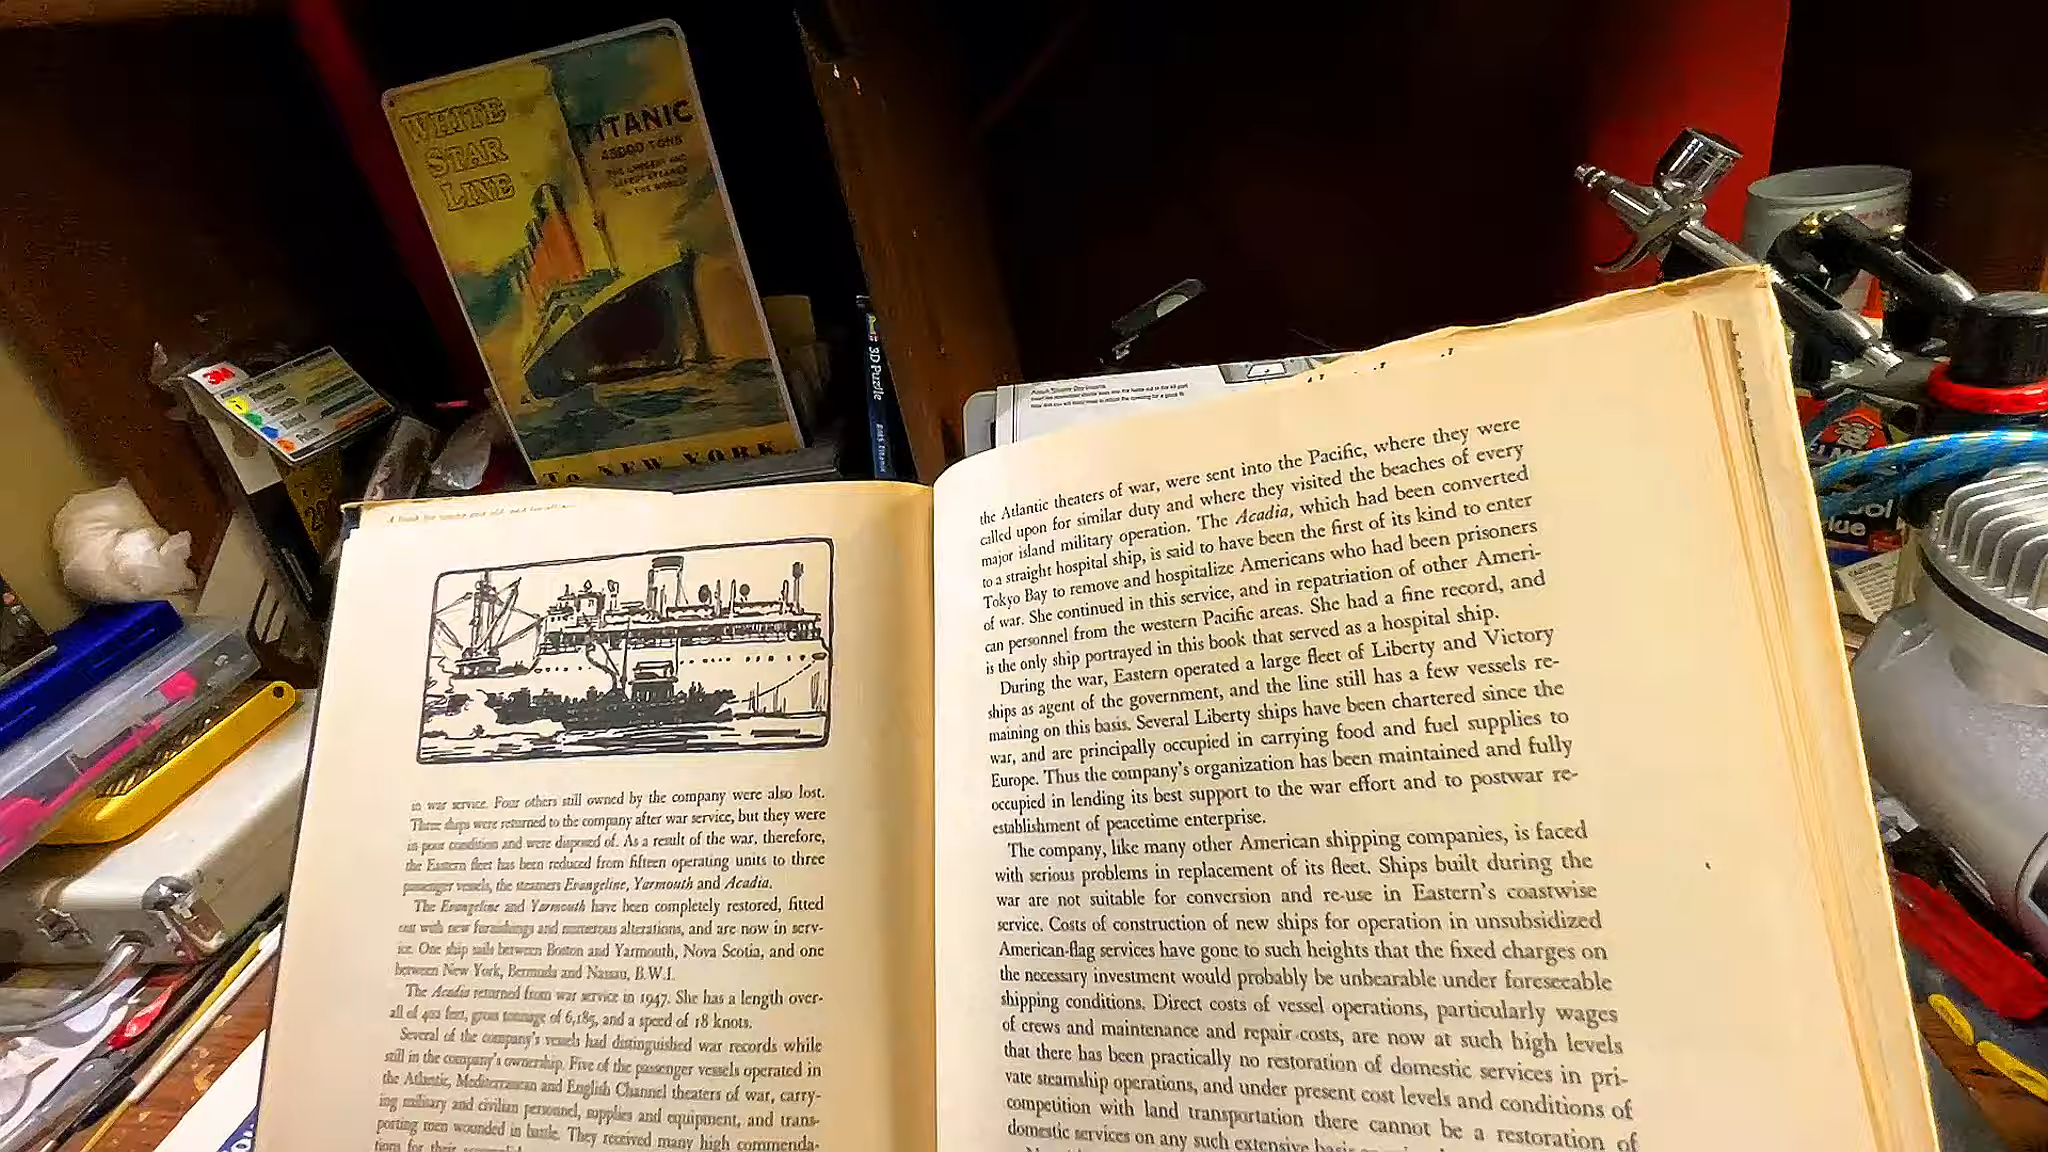 WHITE
STAR
LINE
TITANIC
45000 TONS
THE LARGEST AND
IN THE WORLD
TO NEW YORK
3D Puzzle
in war service. Four others still owned by the company were also lost.
Three ships were returned to the company after war service, but they were
in poor condition and were disposed of. As a result of the war, therefore,
the Eastern fleet has been reduced from fifteen operating units to three
passenger vessels, the steamers Evangeline, Yarmouth and Acadia.
The Evangeline and Yarmouth have been completely restored, fitted
out with new furnishings and numerous alterations, and are now in serv-
ice. One ship sails between Boston and Yarmouth, Nova Scotia, and one
between New York, Bermuda and Nassau, B.W.I.
The Acadia returned from war service in 1947. She has a length over-
all of 402 feet, gross tonnage of 6,185, and a speed of 18 knots.
Several of the company's vessels had distinguished war records while
still in the company's ownership. Five of the passenger vessels operated in
the Atlantic, Mediterranean and English Channel theaters of war, carry-
ing military and civilian personnel, supplies and equipment, and trans-
porting men wounded in battle. They received many high commenda-
tions for their
the Atlantic theaters of war, were sent into the Pacific, where they were
called upon for similar duty and where they visited the beaches of every
major island military operation. The Acadia, which had been converted
to a straight hospital ship, is said to have been the first of its kind to enter
Tokyo Bay to remove and hospitalize Americans who had been prisoners
of war. She continued in this service, and in repatriation of other Ameri-
can personnel from the western Pacific areas. She had a fine record, and
is the only ship portrayed in this book that served as a hospital ship.
During the war, Eastern operated a large fleet of Liberty and Victory
ships as agent of the government, and the line still has a few vessels re-
maining on this basis. Several Liberty ships have been chartered since the
war, and are principally occupied in carrying food and fuel supplies to
Europe. Thus the company's organization has been maintained and fully
occupied in lending its best support to the war effort and to postwar re-
establishment of peacetime enterprise.
The company, like many other American shipping companies, is faced
with serious problems in replacement of its fleet. Ships built during the
war are not suitable for conversion and re-use in Eastern's coastwise
service. Costs of construction of new ships for operation in unsubsidized
American-flag services have gone to such heights that the fixed charges on
the necessary investment would probably be unbearable under foreseeable
shipping conditions. Direct costs of vessel operations, particularly wages
of crews and maintenance and repair costs, are now at such high levels
that there has been practically no restoration of domestic services in pri-
vate steamship operations, and under present cost levels and conditions of
competition with land transportation there cannot be a restoration of
domestic services on any such extensive basis